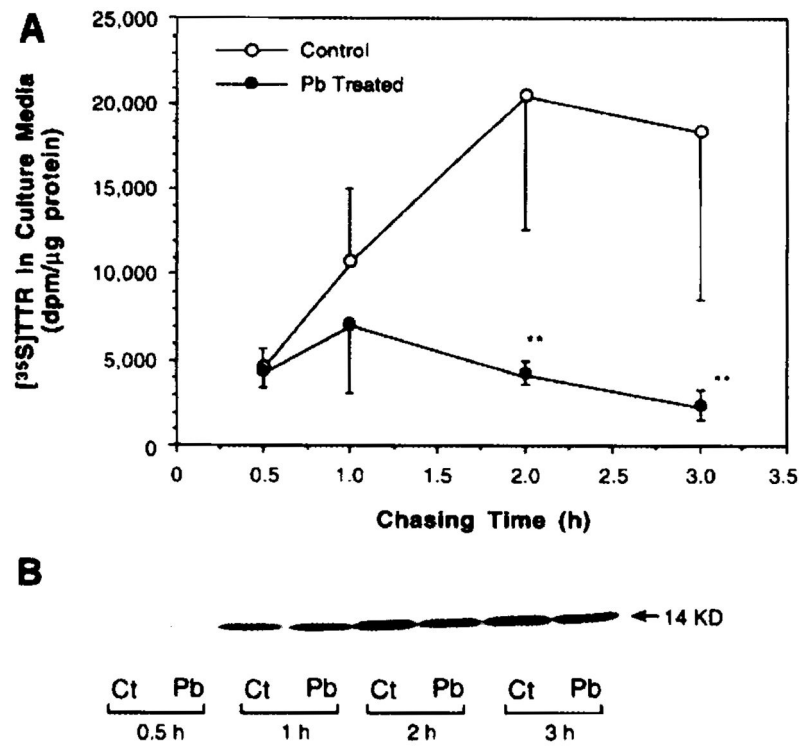 A
[³⁵S]TTR in Culture Media
(dpm/µg protein)
25,000
20,000
15,000
10,000
5,000
0
Control
Pb Treated
**
**
0 0.5 1.0 1.5 2.0 2.5 3.0 3.5
Chasing Time (h)
B
14 KD
Ct Pb Ct Pb Ct Pb Ct Pb
0.5 h 1 h 2 h 3 h